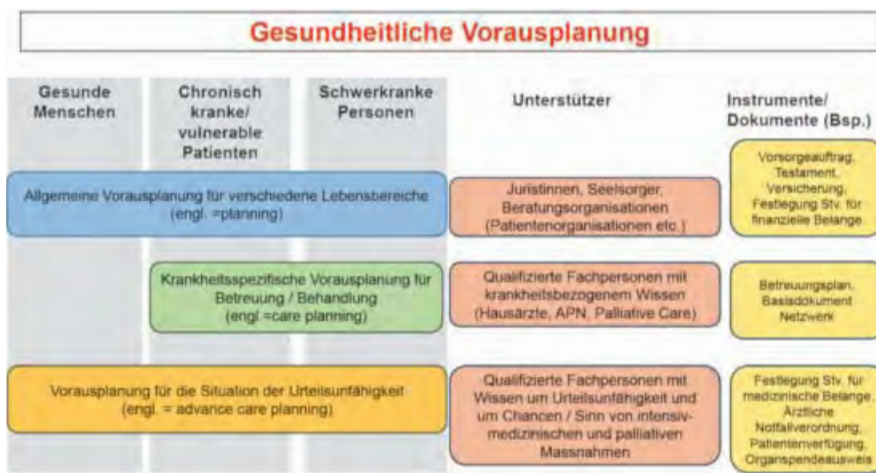 Gesundheitliche Vorausplanung
Gesunde
Menschen
Chronisch
kranke/
vulnerable
Patienten
Schwerkranke
Personen
Unterstützer
Instrumente/
Dokumente (Bsp.)
Allgemeine Vorausplanung für verschiedene Lebensbereiche
(engl. =planning)
Juristinnen, Seelsorger,
Beratungsorganisationen
(Patientenorganisationen etc.)
Vorsorgeauftrag,
Testament,
Versicherung,
Festlegung Stv. für
finanzielle Belange
Krankheitsspezifische Vorausplanung für
Betreuung / Behandlung
(engl.=care planning)
Qualifizierte Fachpersonen mit
krankheitsbezogenem Wissen
(Hausärzte, APN, Palliative Care)
Betreuungsplan,
Basisdokument
Netzwerk
Vorausplanung für die Situation der Urteilsunfähigkeit
(engl. = advance care planning)
Qualifizierte Fachpersonen mit
Wissen um Urteilsunfähigkeit und
um Chancen / Sinn von intensiv-
medizinischen und palliativen
Massnahmen
Festlegung Stv. für
medizinische Belange,
Ärztliche
Notfallverordnung,
Patientenverfügung,
Organspendeausweis